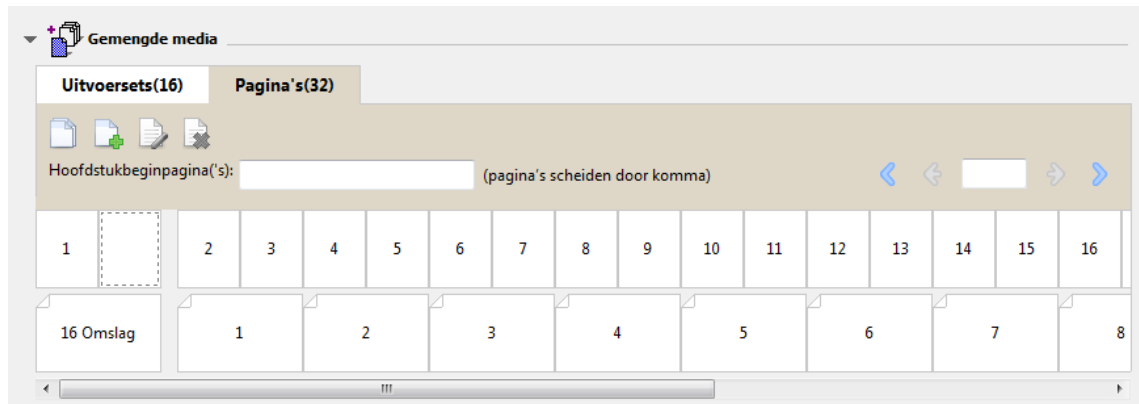 Gemengde media
Uitvoersets(16) Pagina's(32)
Hoofdstukbeginpagina('s): (pagina's scheiden door komma)
1 2 3 4 5 6 7 8 9 10 11 12 13 14 15 16
16 Omslag 1 2 3 4 5 6 7 8